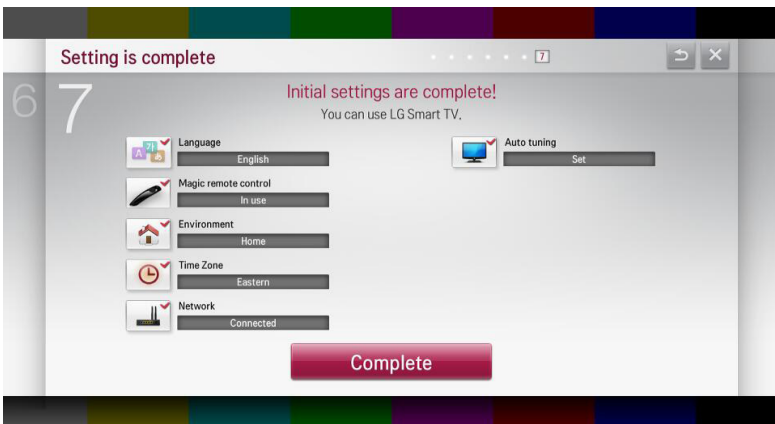 Setting is complete
7
6
7
Initial settings are complete!
You can use LG Smart TV.
Language
English
Magic remote control
In use
Environment
Home
Time Zone
Eastern
Network
Connected
Auto tuning
Set
Complete